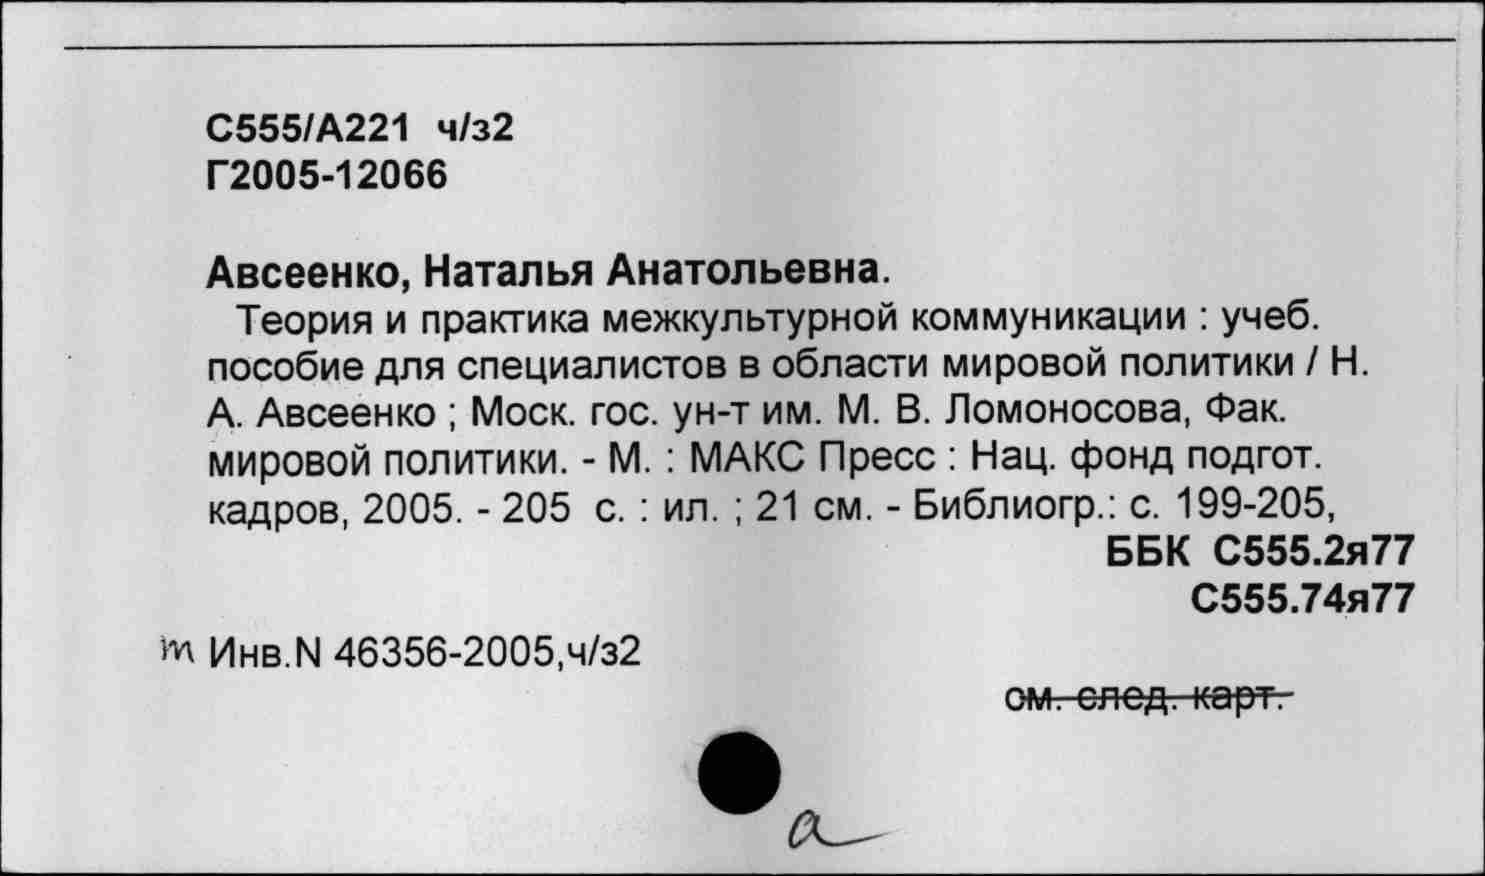 С555/А221 ч/з2
Г2005-12066
Авсеенко, Наталья Анатольевна.
Теория и практика межкультурной коммуникации : учеб.
пособие для специалистов в области мировой политики / Н.
А. Авсеенко ; Моск. гос. ун-т им. М. В. Ломоносова, Фак.
мировой политики. - М. : МАКС Пресс : Нац. фонд подгот.
кадров, 2005. - 205 с. : ил. ; 21 см. - Библиогр.: с. 199-205,
ББК С555.2я77
С555.74я77
т Инв.N 46356-2005,ч/з2
см. след. карт.
а